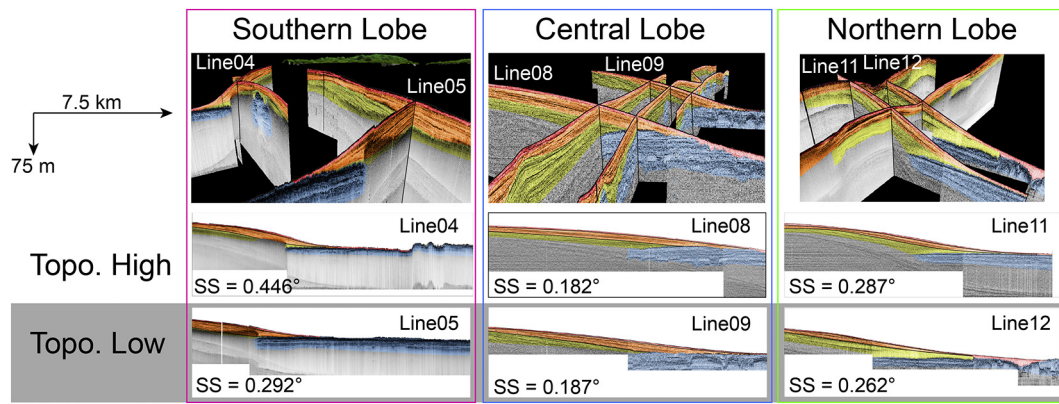 Southern Lobe
Central Lobe
Northern Lobe
Line04
Line05
Line08
Line09
Line11
Line12
7.5 km
75 m
Topo. High
Line04
SS = 0.446°
Line08
SS = 0.182°
Line11
SS = 0.287°
Topo. Low
Line05
SS = 0.292°
Line09
SS = 0.187°
Line12
SS = 0.262°